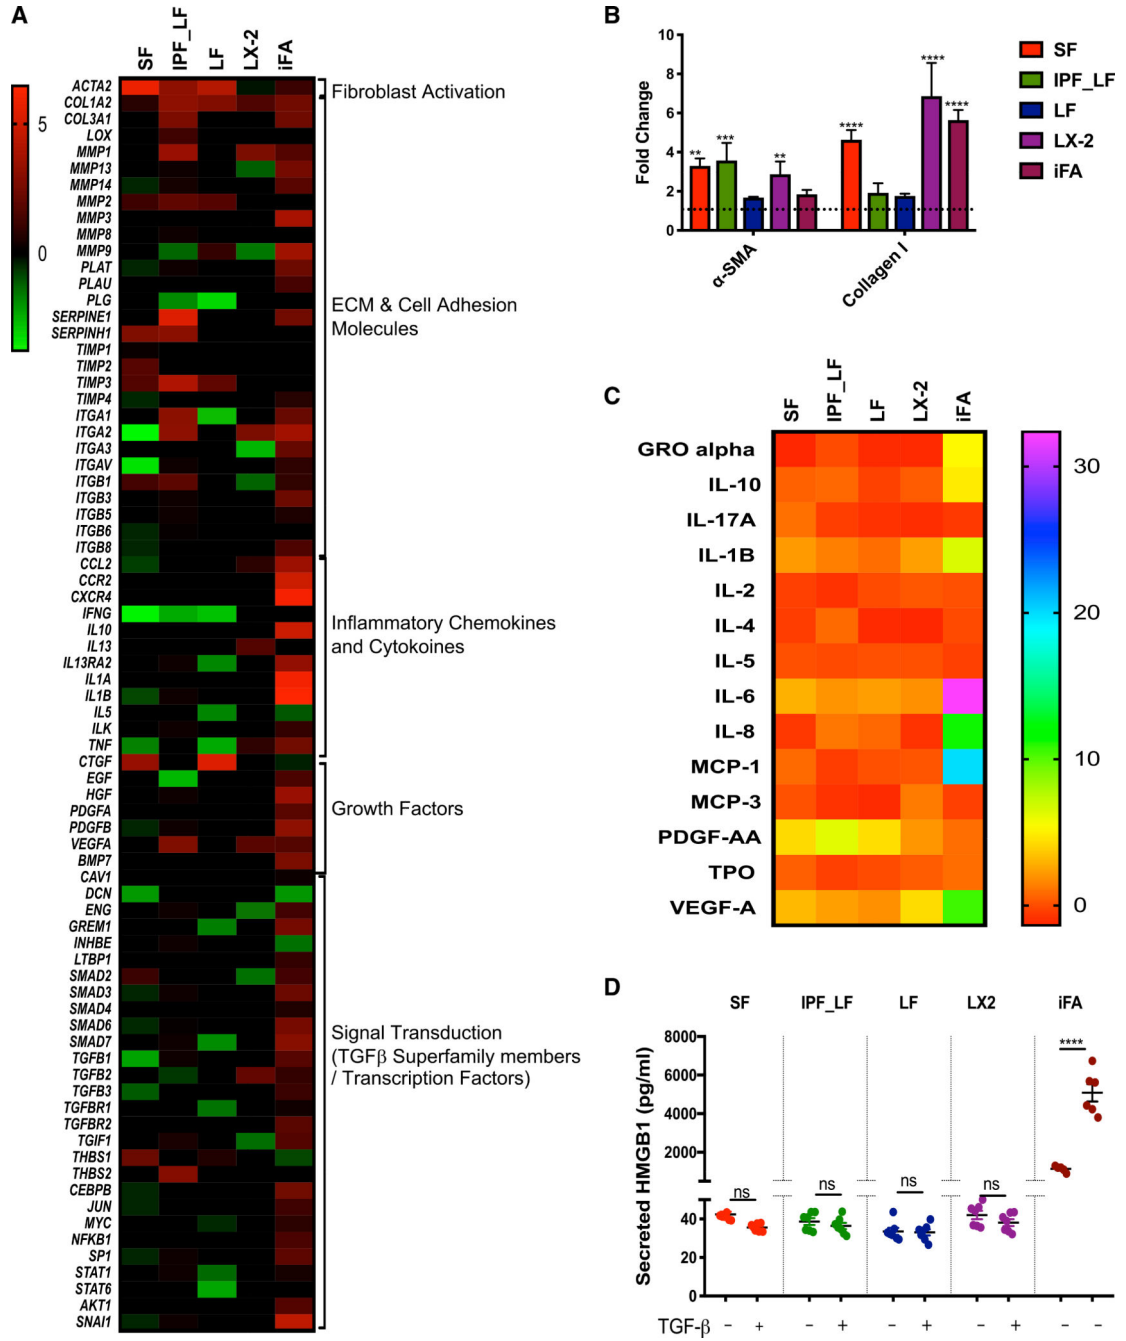 A
SF
IPF_LF
LF
LX-2
iFA
5
0
ACTA2
COL1A2
COL3A1
LOX
MMP1
MMP13
MMP14
MMP2
MMP3
MMP8
MMP9
PLAT
PLAU
PLG
SERPINE1
SERPINH1
TIMP1
TIMP2
TIMP3
TIMP4
ITGA1
ITGA2
ITGA3
ITGAV
ITGB1
ITGB3
ITGB5
ITGB6
ITGB8
CCL2
CCR2
CXCR4
IFNG
IL10
IL13
IL13RA2
IL1A
IL1B
IL5
ILK
TNF
CTGF
EGF
HGF
PDGFA
PDGFB
VEGFA
BMP7
CAV1
DCN
ENG
GREM1
INHBE
LTBP1
SMAD2
SMAD3
SMAD4
SMAD6
SMAD7
TGFB1
TGFB2
TGFB3
TGFBR1
TGFBR2
TGIF1
THBS1
THBS2
CEBPB
JUN
MYC
NFKB1
SP1
STAT1
STAT6
AKT1
SNAI1
Fibroblast Activation
ECM & Cell Adhesion
Molecules
Inflammatory Chemokines
and Cytokoines
Growth Factors
Signal Transduction
(TGFβ Superfamily members
/ Transcription Factors)
B
Fold Change
10
8
6
4
2
0
**
***
**
****
****
****
α-SMA
Collagen I
SF
IPF_LF
LF
LX-2
iFA
C
SF
IPF_LF
LF
LX-2
iFA
GRO alpha
IL-10
IL-17A
IL-1B
IL-2
IL-4
IL-5
IL-6
IL-8
MCP-1
MCP-3
PDGF-AA
TPO
VEGF-A
30
20
10
0
D
SF
IPF_LF
LF
LX2
iFA
Secreted HMGB1 (pg/ml)
8000
6000
4000
2000
40
20
0
ns
ns
ns
ns
****
TGF-β − + − + − + − + − −